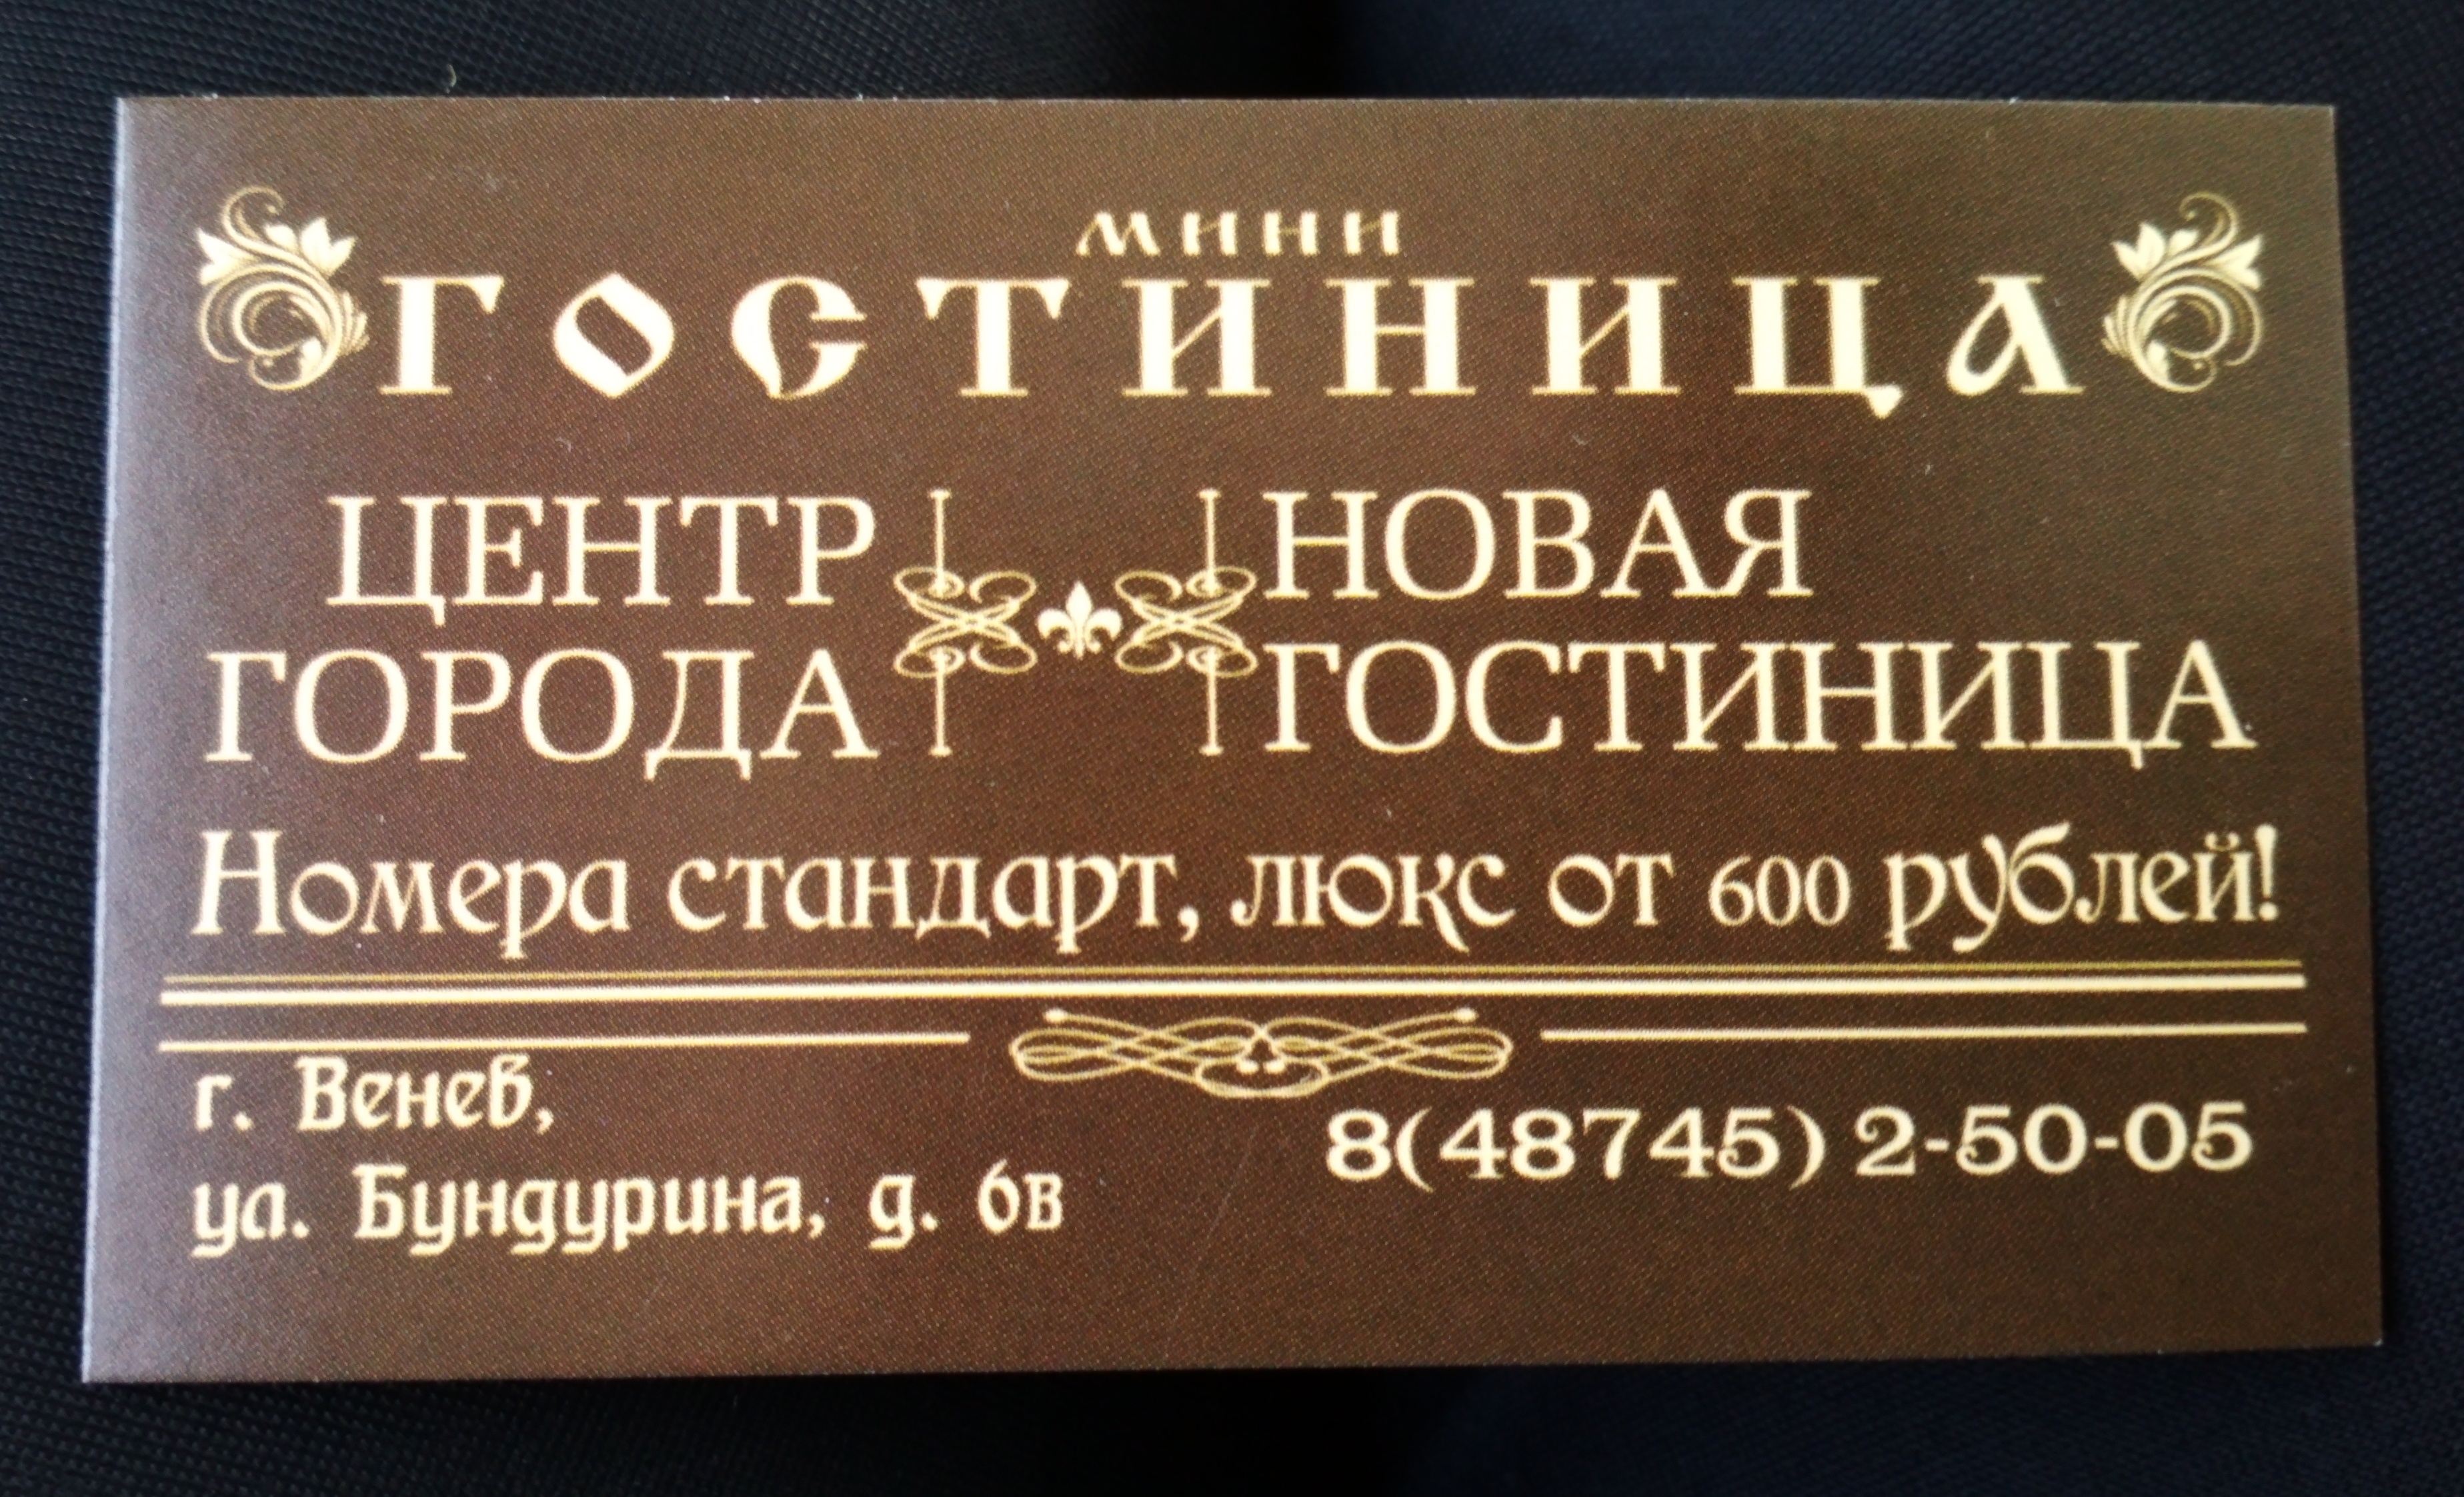 мини
ГОСТИНИЦА
ЦЕНТР
ГОРОДА
НОВАЯ
ГОСТИНИЦА
Номера стандарт, люкс от 600 рублей!
г. Венев,
ул. Бундурина, д. 6в
8(48745) 2-50-05